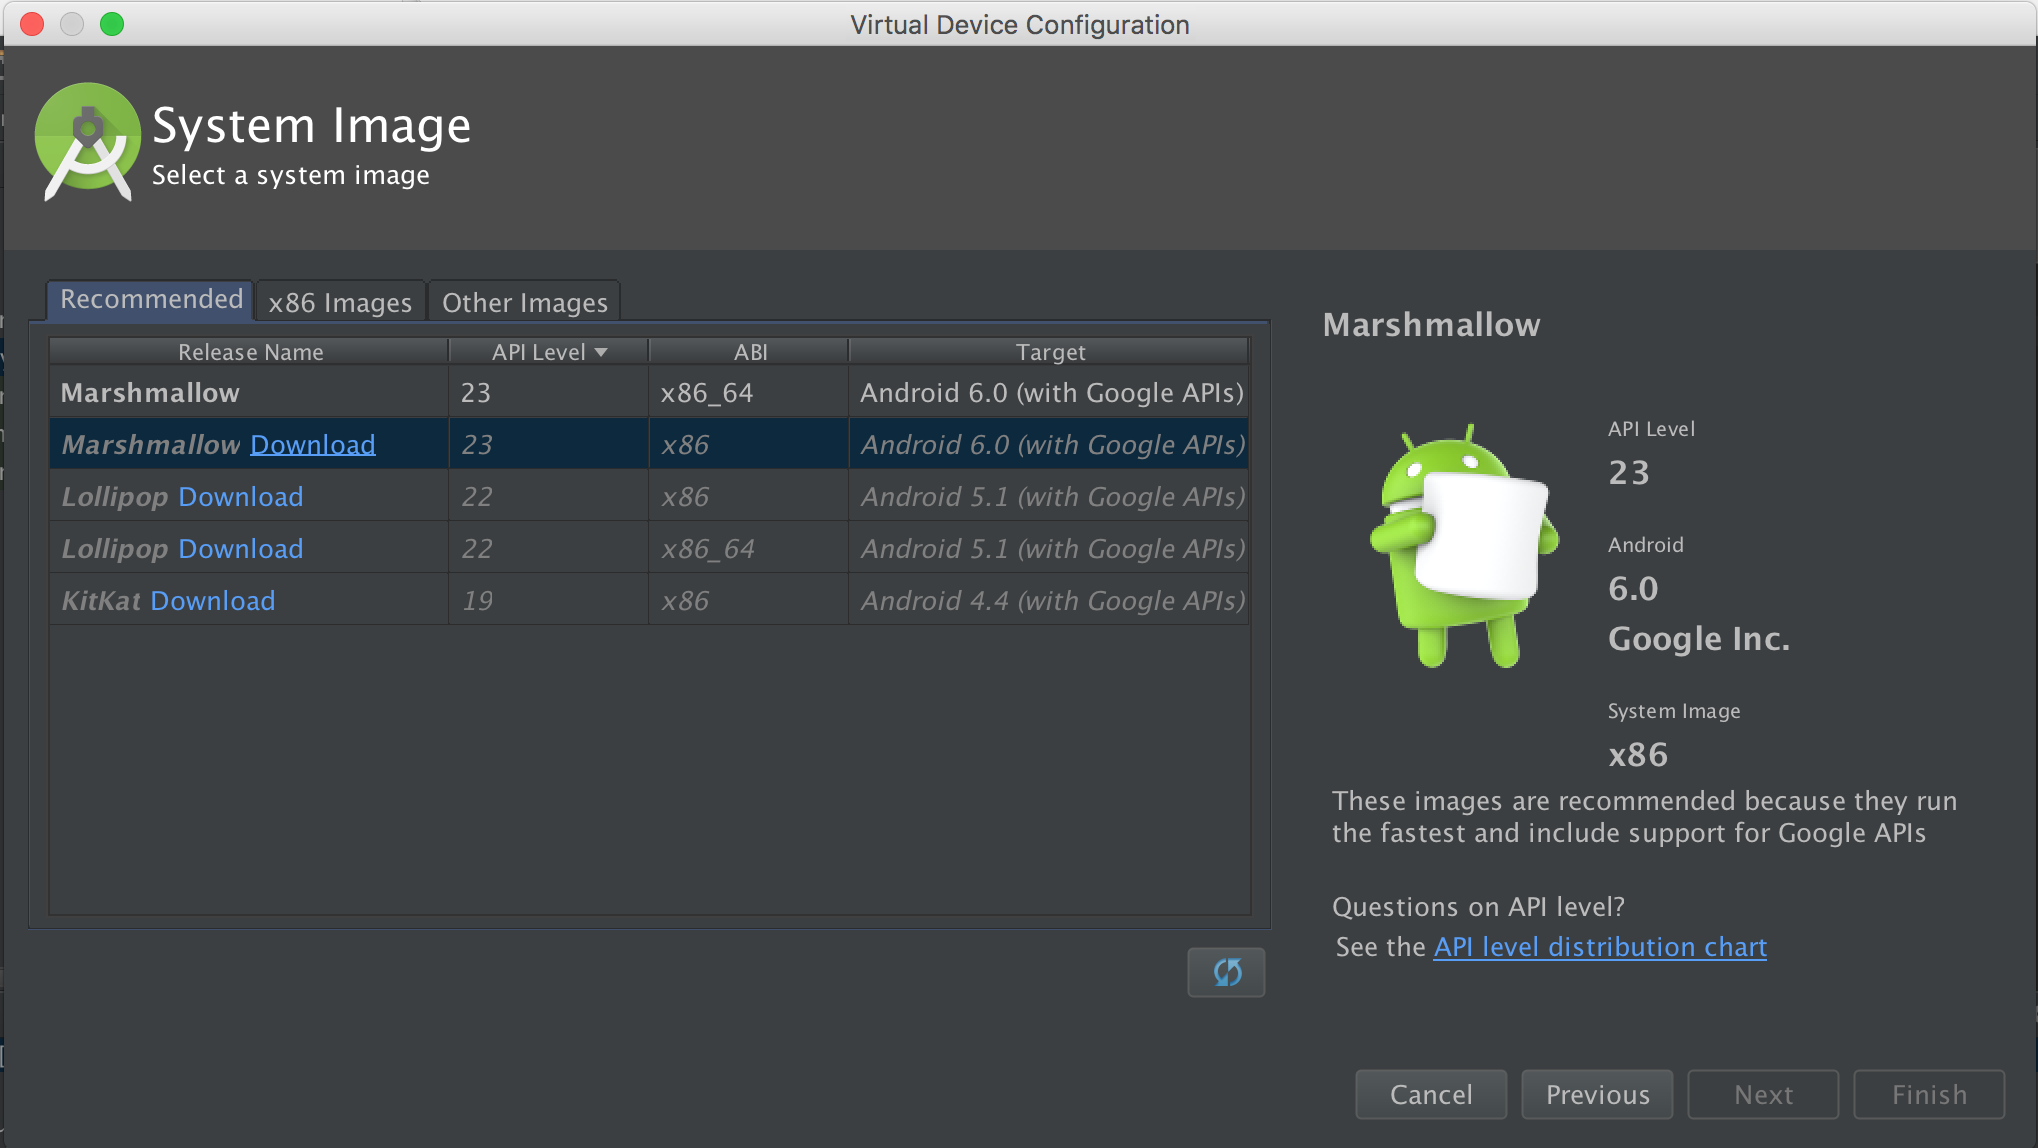 Virtual Device Configuration
System Image
Select a system image
Recommended x86 Images Other Images
Release Name API Level ABI Target
Marshmallow 23 x86_64 Android 6.0 (with Google APIs)
Marshmallow Download 23 x86 Android 6.0 (with Google APIs)
Lollipop Download 22 x86 Android 5.1 (with Google APIs)
Lollipop Download 22 x86_64 Android 5.1 (with Google APIs)
KitKat Download 19 x86 Android 4.4 (with Google APIs)
Marshmallow
API Level
23
Android
6.0
Google Inc.
System Image
x86
These images are recommended because they run
the fastest and include support for Google APIs
Questions on API level?
See the API level distribution chart
Cancel Previous Next Finish